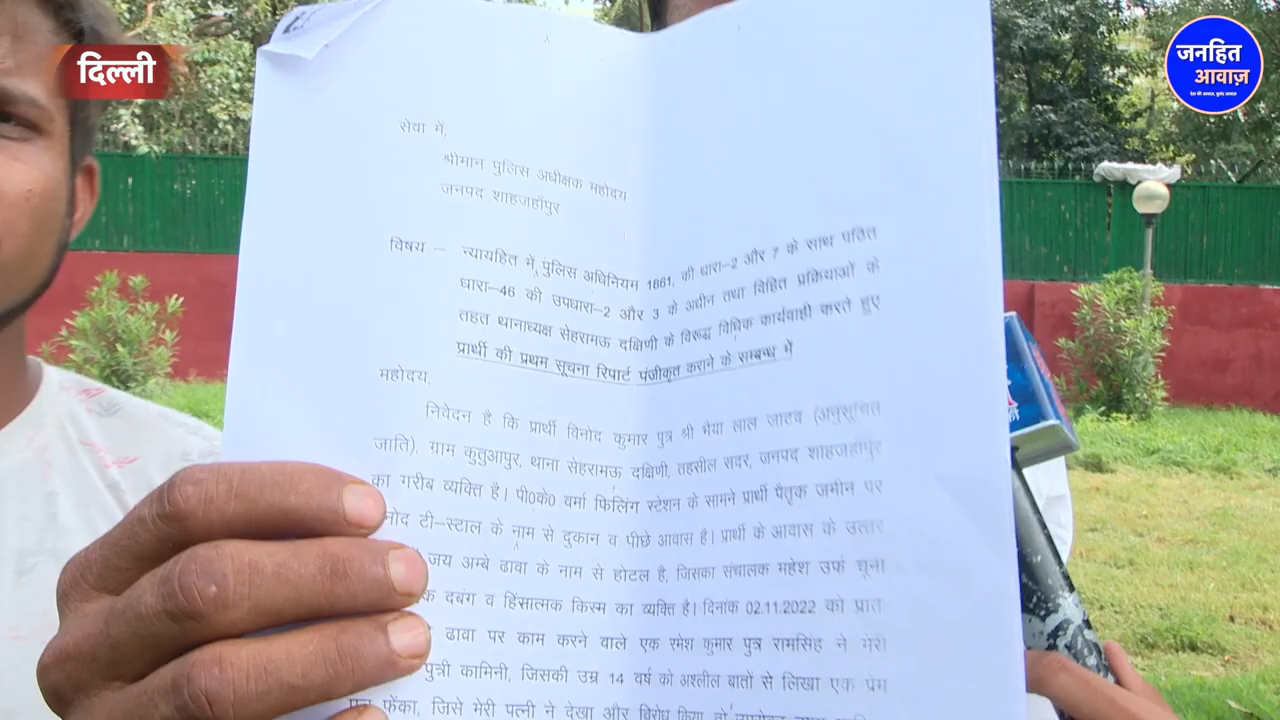 दिल्ली
जनहित
आवाज़
सेवा में,
श्रीमान पुलिस अधीक्षक महोदय
जनपद शाहजहाँपुर
विषय – न्यायहित में पुलिस अधिनियम 1861, की धारा–2 और 7 के साथ पठित
धारा–46 की उपधारा–2 और 3 के अधीन तथा विहित प्रक्रियाओं के
तहत थानाध्यक्ष सेहरामऊ दक्षिणी के विरूद्ध विधिक कार्यवाही करते हुए
प्रार्थी की प्रथम सूचना रिपार्ट पंजीकृत कराने के सम्बन्ध में
महोदय,
निवेदन है कि प्रार्थी विनोद कुमार पुत्र श्री भैया लाल जाटव (अनुसूचित
जाति), ग्राम कुतुआपुर, थाना सेहरामऊ दक्षिणी, तहसील सदर, जनपद शाहजहाँपुर
का गरीब व्यक्ति है। पी0के0 वर्मा फिलिंग स्टेशन के सामने प्रार्थी पैतृक जमीन पर
नोद टी–स्टाल के नाम से दुकान व पीछे आवास है। प्रार्थी के आवास के उत्तर
जय अम्बे ढावा के नाम से होटल है, जिसका संचालक महेश उर्फ चूनी
क दबंग व हिंसात्मक किस्म का व्यक्ति है। दिनांक 02.11.2022 को प्रात
ढावा पर काम करने वाले एक रमेश कुमार पुत्र रामसिंह ने मेरी
पुत्री कामिनी, जिसकी उम्र 14 वर्ष को अश्लील बातों से लिखा एक प्रेम
फेंका, जिसे मेरी पत्नी ने देखा और विरोध किया तो